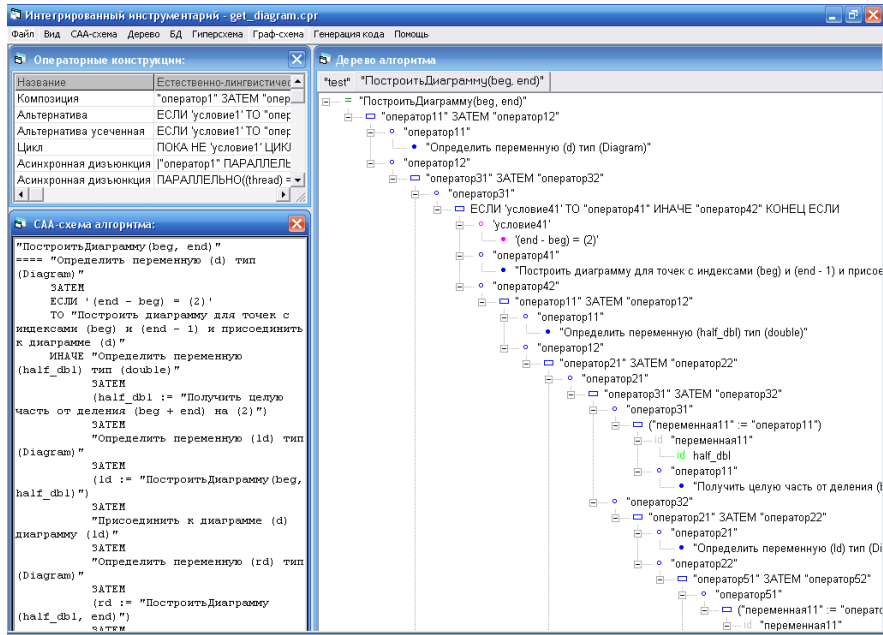 Интегрированный инструментарий - get_diagram.cpr
Файл Вид САА-схема Дерево БД Гиперсхема Граф-схема Генерация кода Помощь
Операторные конструкции:
Название Естественно-лингвистичес
Композиция "оператор1" ЗАТЕМ "опер
Альтернатива ЕСЛИ 'условие1' ТО "опер
Альтернатива усеченная ЕСЛИ 'условие1' ТО "опер
Цикл ПОКА НЕ 'условие1' ЦИКЛ
Асинхронная дизъюнкция ("оператор1" ПАРАЛЛЕЛЬ
Асинхронная дизъюнкция ПАРАЛЛЕЛЬНО((thread) =
САА-схема алгоритма:
"ПостроитьДиаграмму(beg, end)"
==== "Определить переменную (d) тип
(Diagram)"
ЗАТЕМ
ЕСЛИ '(end - beg) = (2)'
ТО "Построить диаграмму для точек с
индексами (beg) и (end - 1) и присоединить
к диаграмме (d)"
ИНАЧЕ "Определить переменную
(half_dbl) тип (double)"
ЗАТЕМ
(half_dbl := "Получить целую
часть от деления (beg + end) на (2)")
ЗАТЕМ
"Определить переменную (ld) тип
(Diagram)"
ЗАТЕМ
(ld := "ПостроитьДиаграмму(beg,
half_dbl)")
ЗАТЕМ
"Присоединить к диаграмме (d)
диаграмму (ld)"
ЗАТЕМ
"Определить переменную (rd) тип
(Diagram)"
ЗАТЕМ
(rd := "ПостроитьДиаграмму
(half_dbl, end)")
ЗАТЕМ
Дерево алгоритма
"test" "ПостроитьДиаграмму(beg, end)"
= "ПостроитьДиаграмму(beg, end)"
"оператор11" ЗАТЕМ "оператор12"
"оператор11"
"Определить переменную (d) тип (Diagram)"
"оператор12"
"оператор31" ЗАТЕМ "оператор32"
"оператор31"
ЕСЛИ 'условие41' ТО "оператор41" ИНАЧЕ "оператор42" КОНЕЦ ЕСЛИ
'условие41'
'(end - beg) = (2)'
"оператор41"
"Построить диаграмму для точек с индексами (beg) и (end - 1) и присое
"оператор42"
"оператор11" ЗАТЕМ "оператор12"
"оператор11"
"Определить переменную (half_dbl) тип (double)"
"оператор12"
"оператор21" ЗАТЕМ "оператор22"
"оператор21"
"оператор31" ЗАТЕМ "оператор32"
"оператор31"
("переменная11" := "оператор11")
id "переменная11"
id half_dbl
"оператор11"
"Получить целую часть от деления (b
"оператор32"
"оператор21" ЗАТЕМ "оператор22"
"оператор21"
"Определить переменную (ld) тип (Di
"оператор22"
"оператор51" ЗАТЕМ "оператор52"
"оператор51"
("переменная11" := "операто
id "переменная11"